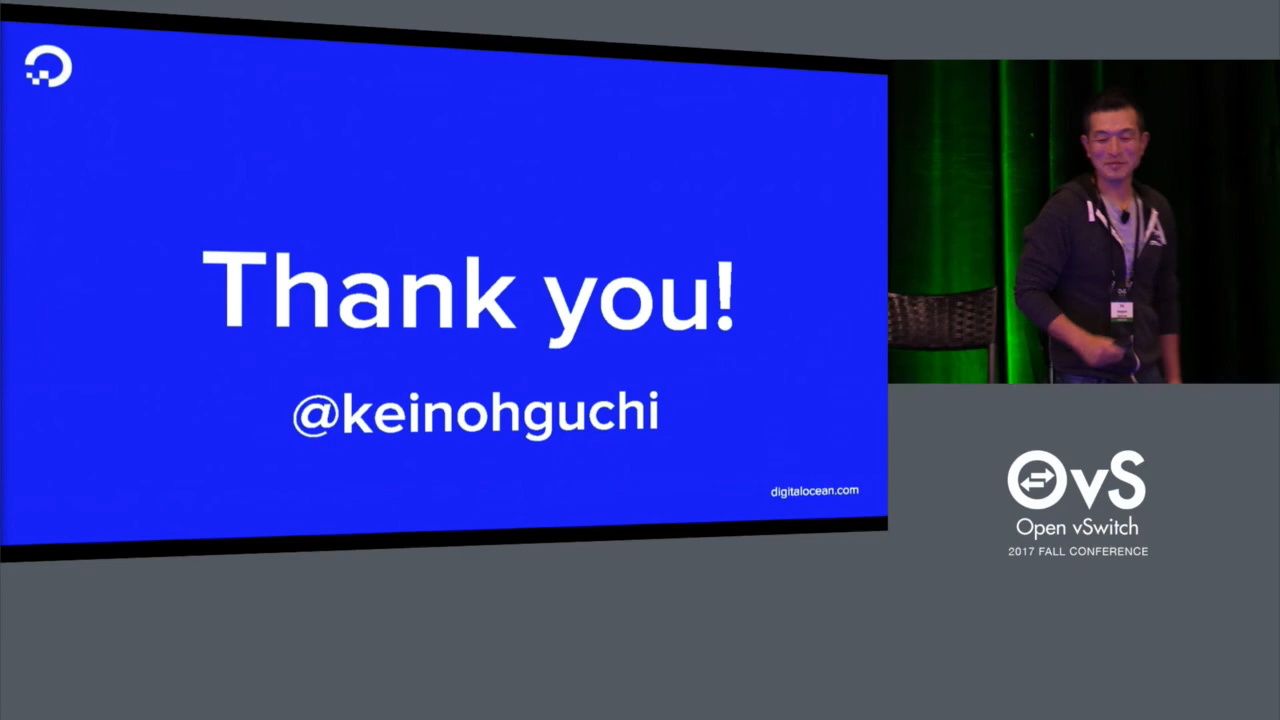 Thank you!
@keinohguchi
digitalocean.com
OvS
Open vSwitch
2017 FALL CONFERENCE